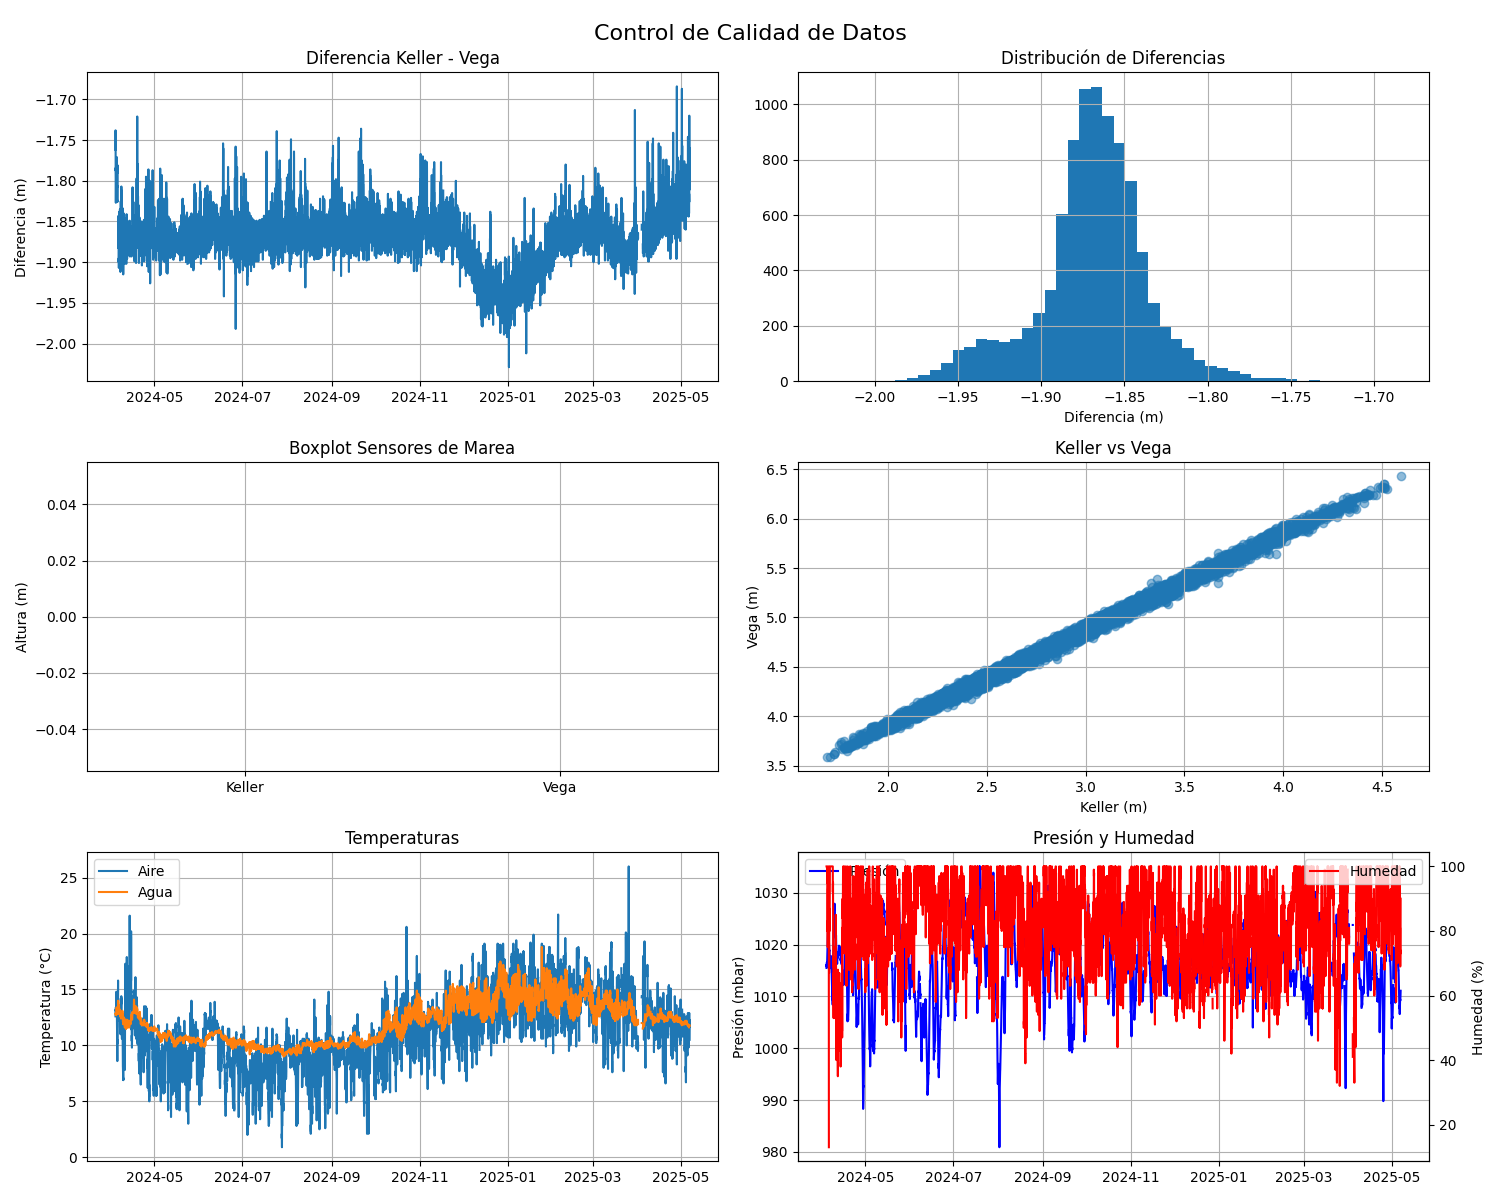 Control de Calidad de Datos
Diferencia Keller - Vega
Diferencia (m)
−1.70
−1.75
−1.80
−1.85
−1.90
−1.95
−2.00
2024-05 2024-07 2024-09 2024-11 2025-01 2025-03 2025-05
Distribución de Diferencias
1000
800
600
400
200
0
−2.00 −1.95 −1.90 −1.85 −1.80 −1.75 −1.70
Diferencia (m)
Boxplot Sensores de Marea
Altura (m)
0.04
0.02
0.00
−0.02
−0.04
Keller Vega
Keller vs Vega
Vega (m)
6.5
6.0
5.5
5.0
4.5
4.0
3.5
2.0 2.5 3.0 3.5 4.0 4.5
Keller (m)
Temperaturas
Aire
Agua
Temperatura (°C)
25
20
15
10
5
0
2024-05 2024-07 2024-09 2024-11 2025-01 2025-03 2025-05
Presión y Humedad
Presión
Humedad
Presión (mbar)
1030
1020
1010
1000
990
980
100
80
60
40
20
Humedad (%)
2024-05 2024-07 2024-09 2024-11 2025-01 2025-03 2025-05